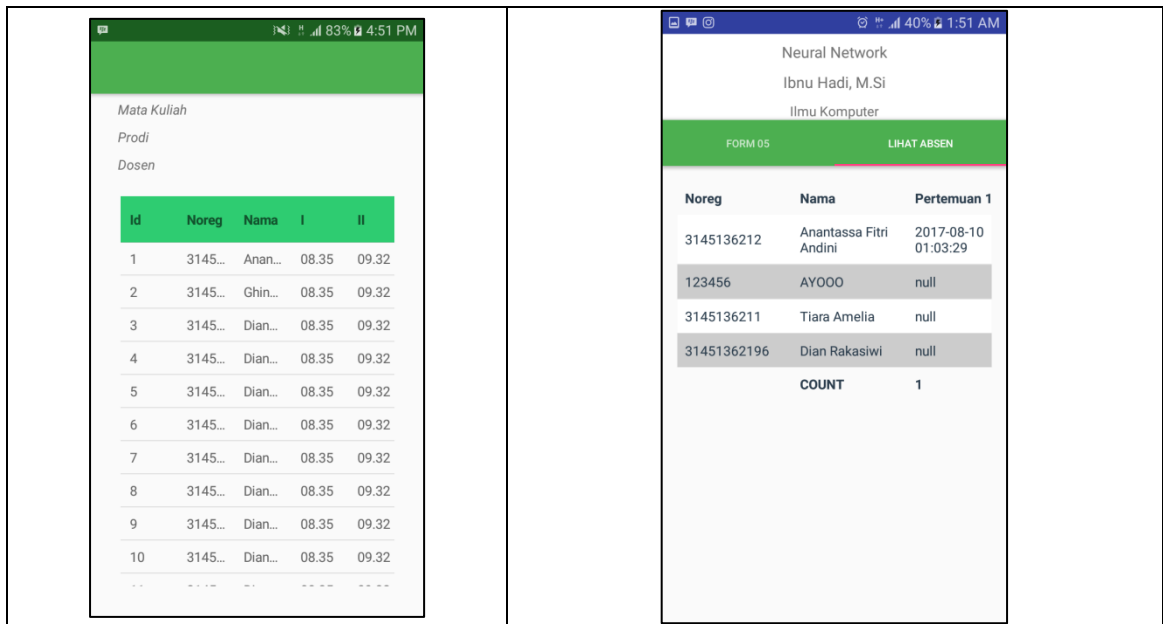 83% 4:51 PM
Mata Kuliah
Prodi
Dosen
Id Noreg Nama I II
1 3145... Anan... 08.35 09.32
2 3145... Ghin... 08.35 09.32
3 3145... Dian... 08.35 09.32
4 3145... Dian... 08.35 09.32
5 3145... Dian... 08.35 09.32
6 3145... Dian... 08.35 09.32
7 3145... Dian... 08.35 09.32
8 3145... Dian... 08.35 09.32
9 3145... Dian... 08.35 09.32
10 3145... Dian... 08.35 09.32
40% 1:51 AM
Neural Network
Ibnu Hadi, M.Si
Ilmu Komputer
FORM 05 LIHAT ABSEN
Noreg Nama Pertemuan 1
3145136212 Anantassa Fitri Andini 2017-08-10 01:03:29
123456 AYOOO null
3145136211 Tiara Amelia null
31451362196 Dian Rakasiwi null
COUNT 1